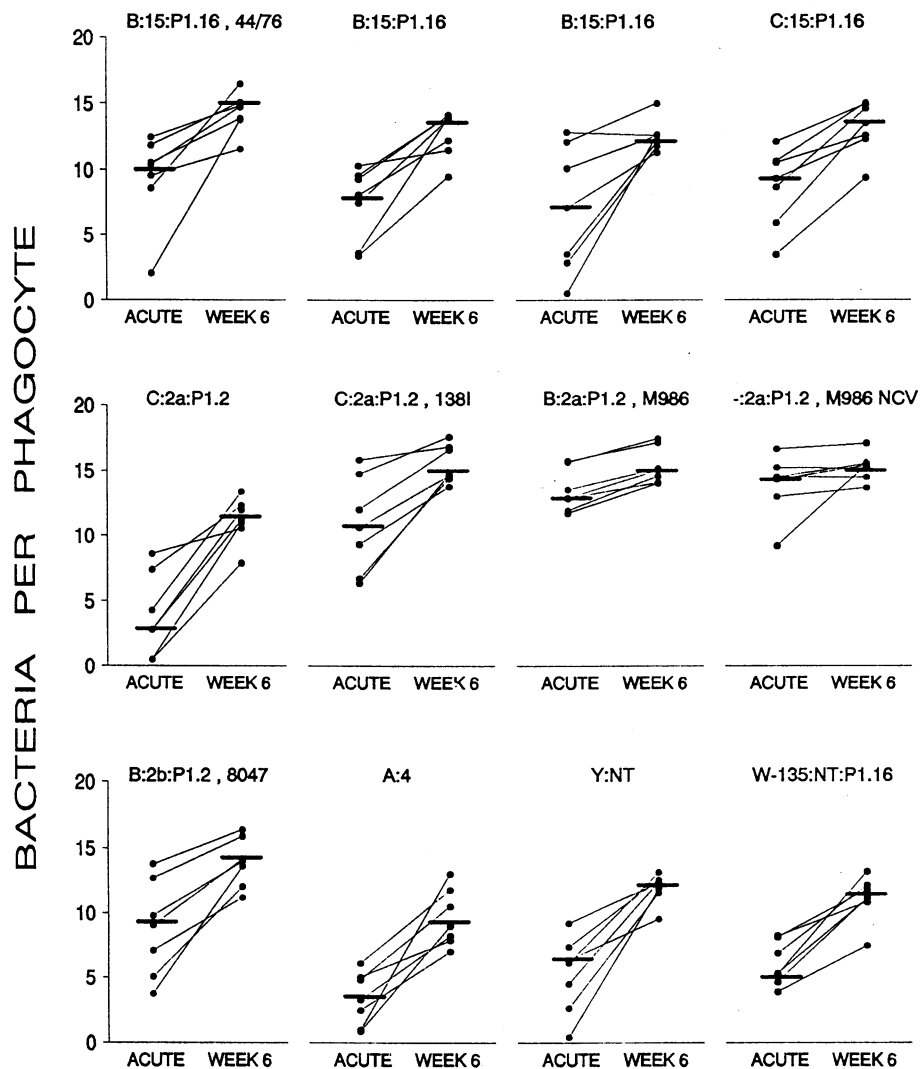 BACTERIA PER PHAGOCYTE
B:15:P1.16 , 44/76
B:15:P1.16
B:15:P1.16
C:15:P1.16
20
15
10
5
0
ACUTE WEEK 6
ACUTE WEEK 6
ACUTE WEEK 6
ACUTE WEEK 6
C:2a:P1.2
C:2a:P1.2 , 138I
B:2a:P1.2 , M986
-:2a:P1.2 , M986 NCV
20
15
10
5
0
ACUTE WEEK 6
ACUTE WEEK 6
ACUTE WEEK 6
ACUTE WEEK 6
B:2b:P1.2 , 8047
A:4
Y:NT
W-135:NT:P1.16
20
15
10
5
0
ACUTE WEEK 6
ACUTE WEEK 6
ACUTE WEEK 6
ACUTE WEEK 6